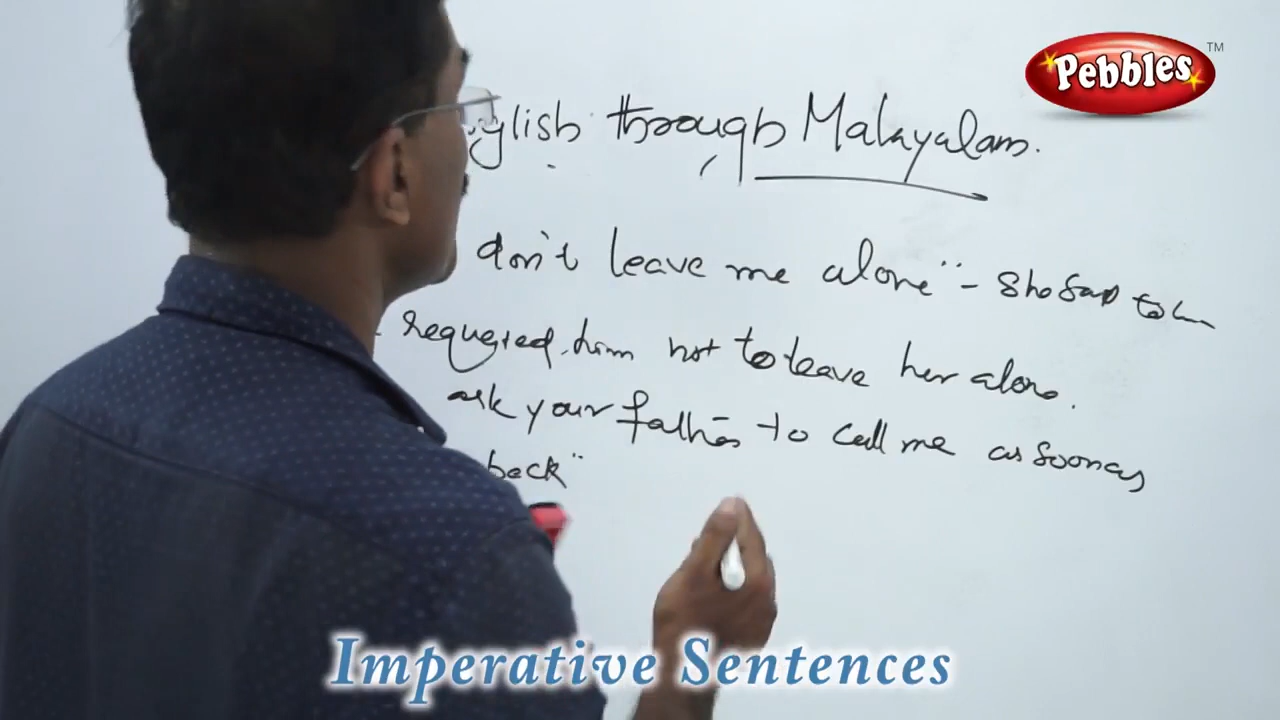 Pebbles TM
glish through Malayalam.
don't leave me alone" - She said to
requested him not to leave her alone.
ask your father to call me as soon as
back"
Imperative Sentences